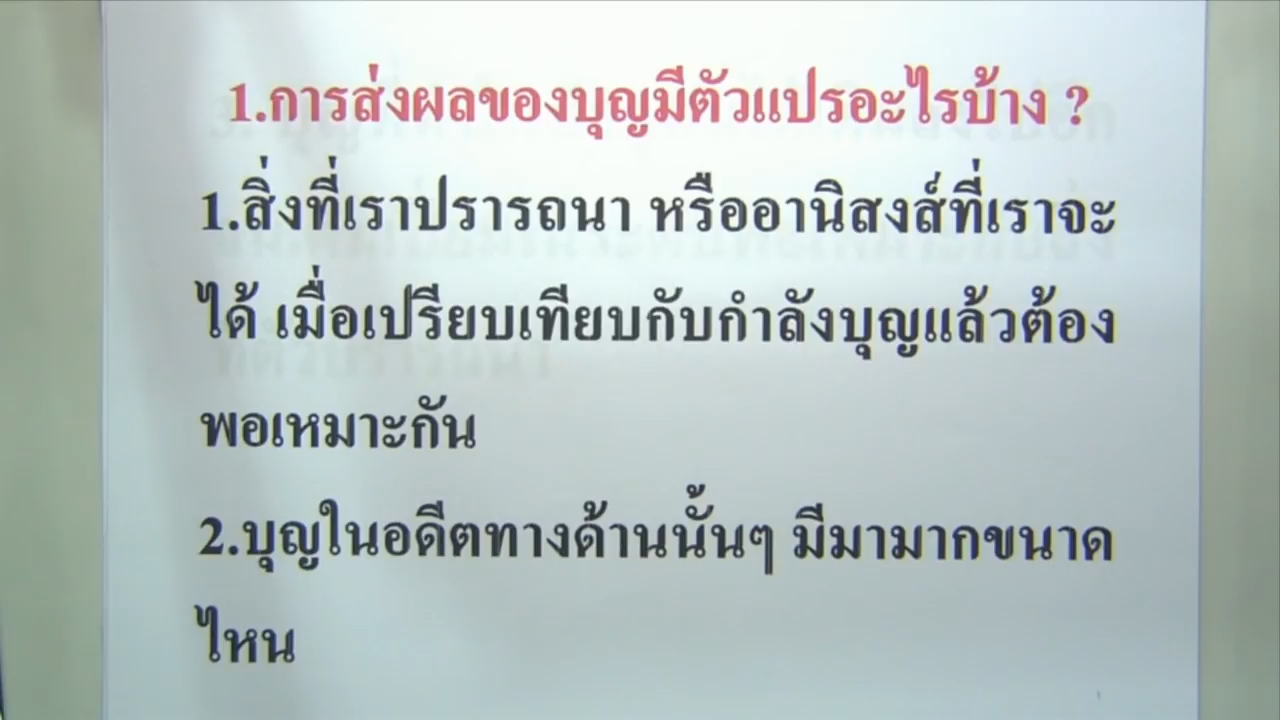 1.การส่งผลของบุญมีตัวแปรอะไรบ้าง ?
1.สิ่งที่เราปรารถนา หรืออานิสงส์ที่เราจะ
ได้ เมื่อเปรียบเทียบกับกำลังบุญแล้วต้อง
พอเหมาะกัน
2.บุญในอดีตทางด้านนั้นๆ มีมามากขนาด
ไหน